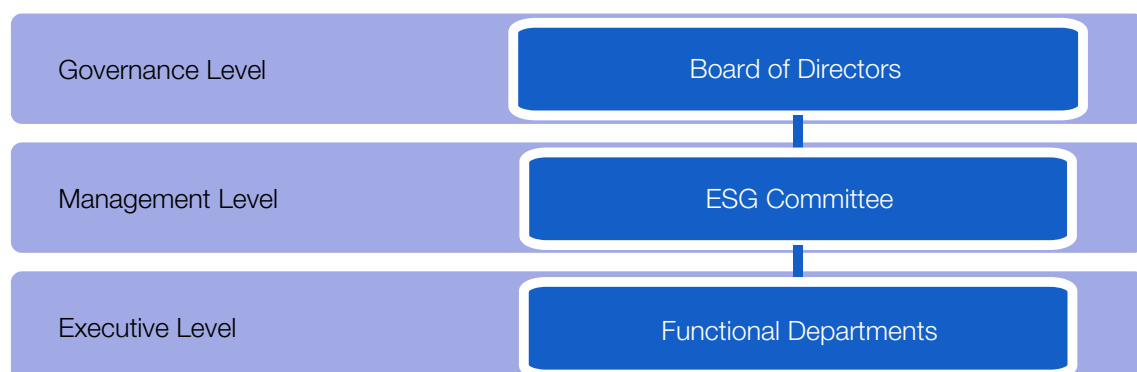 Governance Level
Board of Directors
Management Level
ESG Committee
Executive Level
Functional Departments